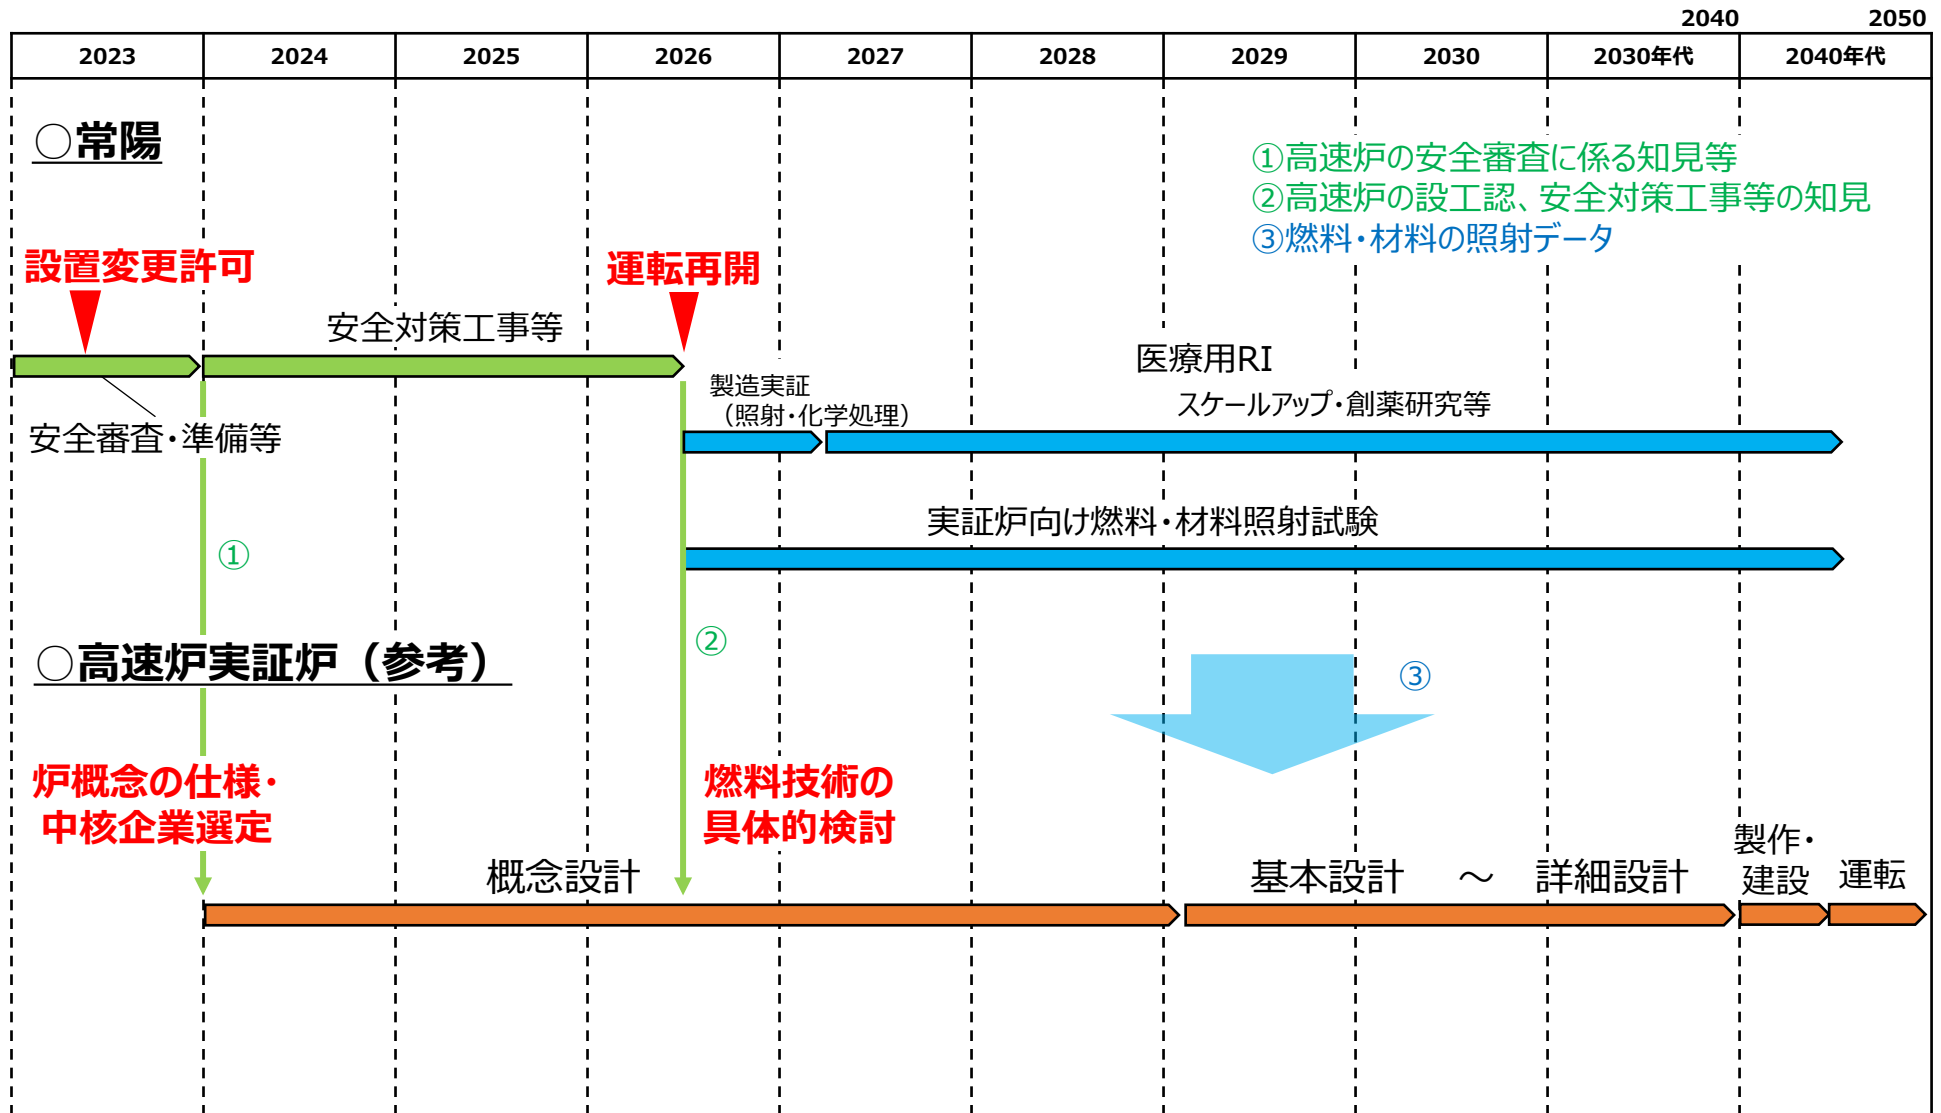 2040 2050
2023 2024 2025 2026 2027 2028 2029 2030 2030年代 2040年代
○常陽
①高速炉の安全審査に係る知見等
②高速炉の設工認、安全対策工事等の知見
③燃料・材料の照射データ
設置変更許可
運転再開
安全対策工事等
医療用RI
製造実証
（照射・化学処理）
スケールアップ・創薬研究等
安全審査・準備等
実証炉向け燃料・材料照射試験
①
②
○高速炉実証炉（参考）
③
炉概念の仕様・
中核企業選定
燃料技術の
具体的検討
概念設計
基本設計 ～ 詳細設計
製作・
建設
運転